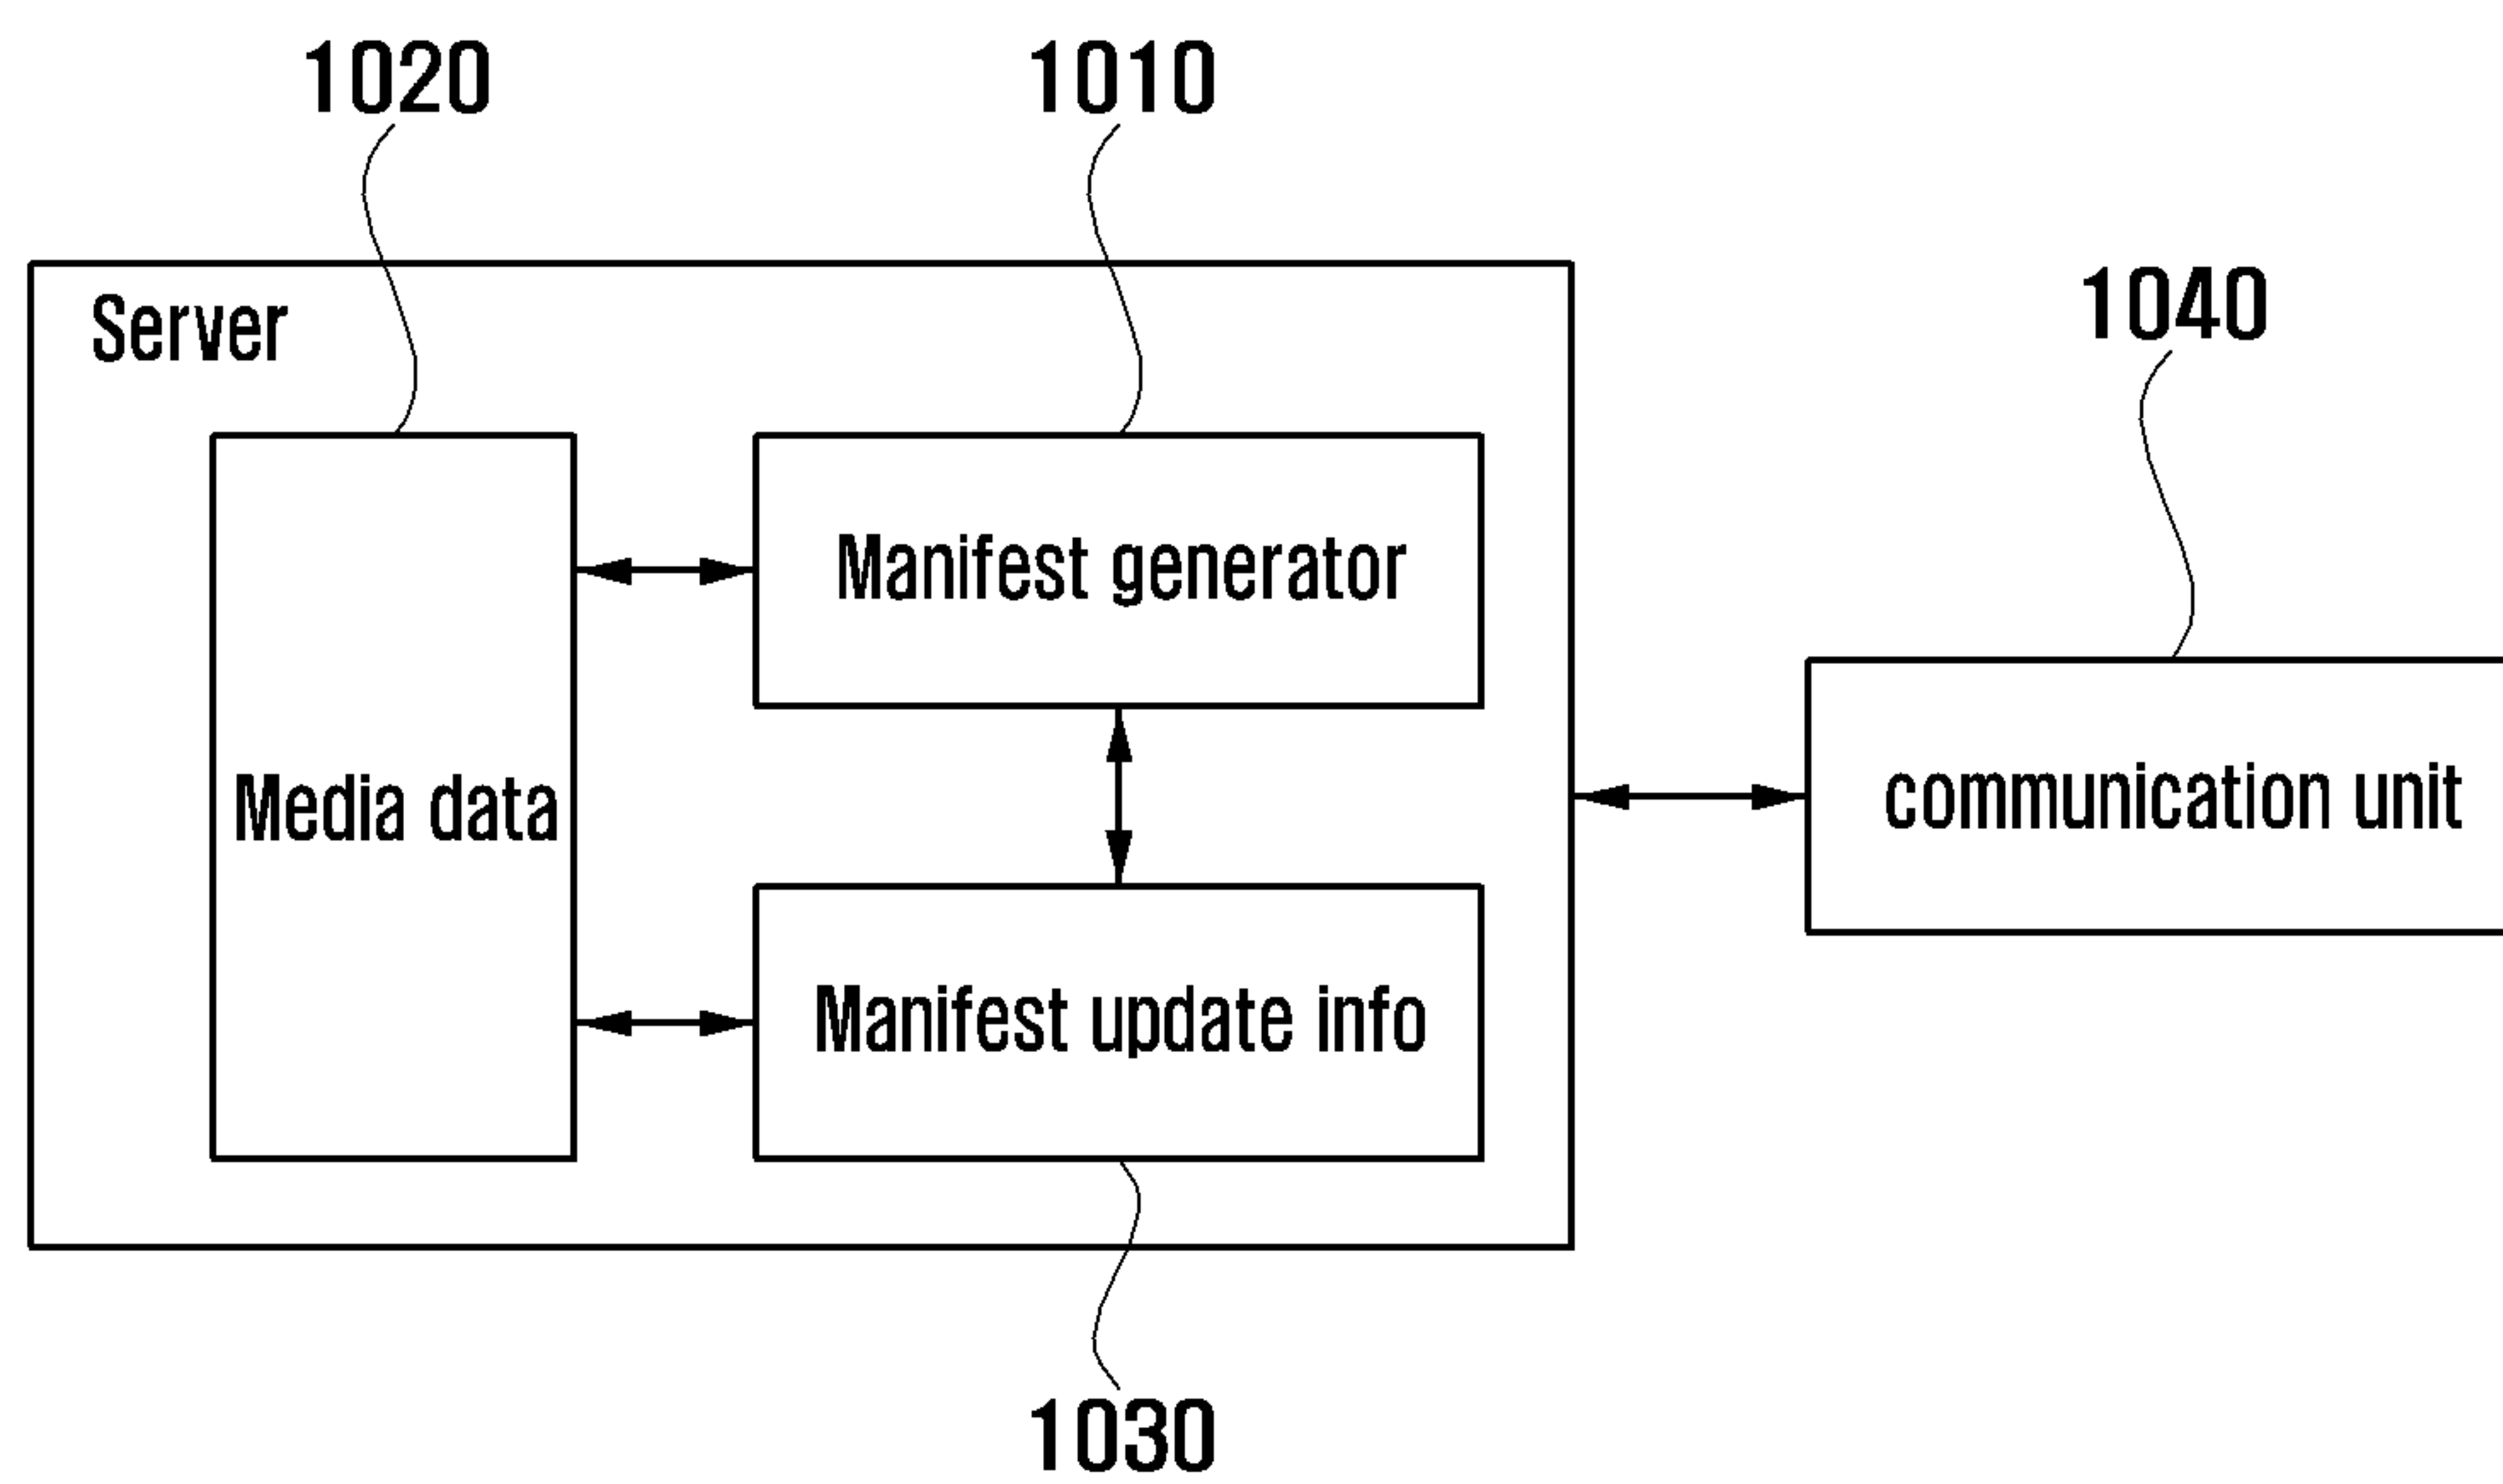 1020
1010
1040
Server
Manifest generator
Media data
communication unit
Manifest update info
1030